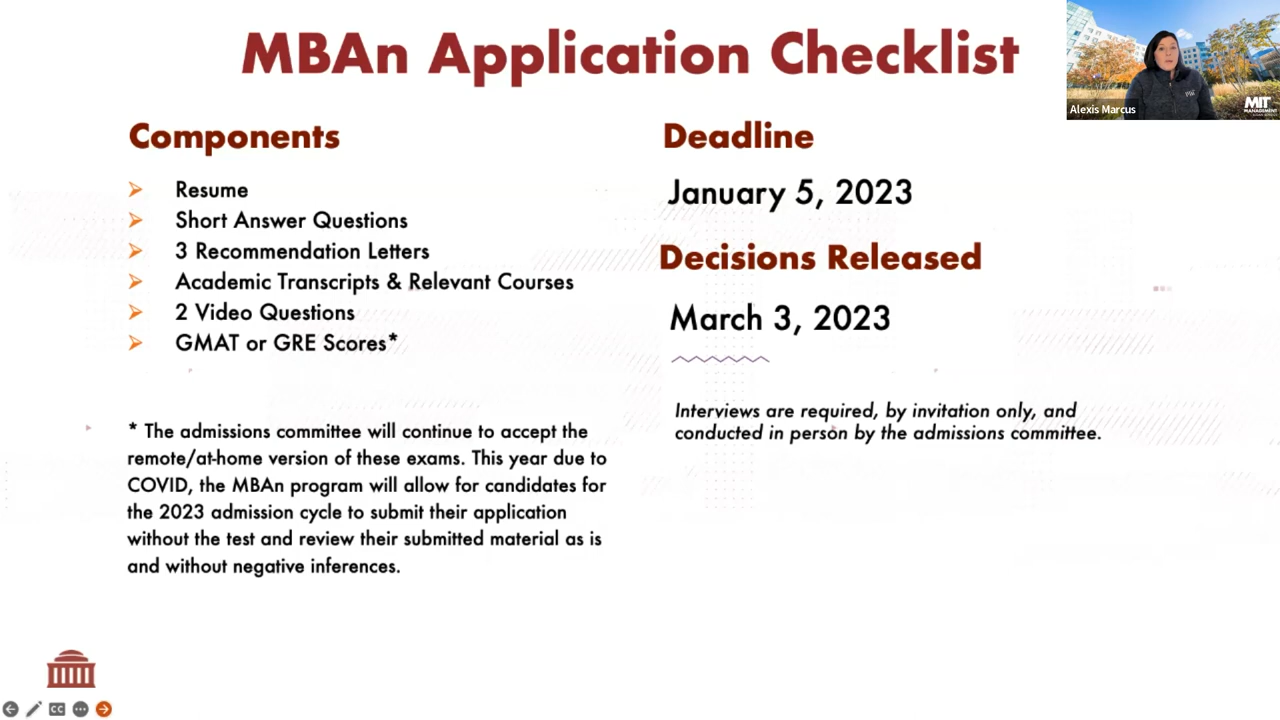 MBAn Application Checklist
Alexis Marcus
MIT
MANAGEMENT
Components
Resume
Short Answer Questions
3 Recommendation Letters
Academic Transcripts & Relevant Courses
2 Video Questions
GMAT or GRE Scores*
* The admissions committee will continue to accept the
remote/at-home version of these exams. This year due to
COVID, the MBAn program will allow for candidates for
the 2023 admission cycle to submit their application
without the test and review their submitted material as is
and without negative inferences.
Deadline
January 5, 2023
Decisions Released
March 3, 2023
Interviews are required, by invitation only, and
conducted in person by the admissions committee.
CC